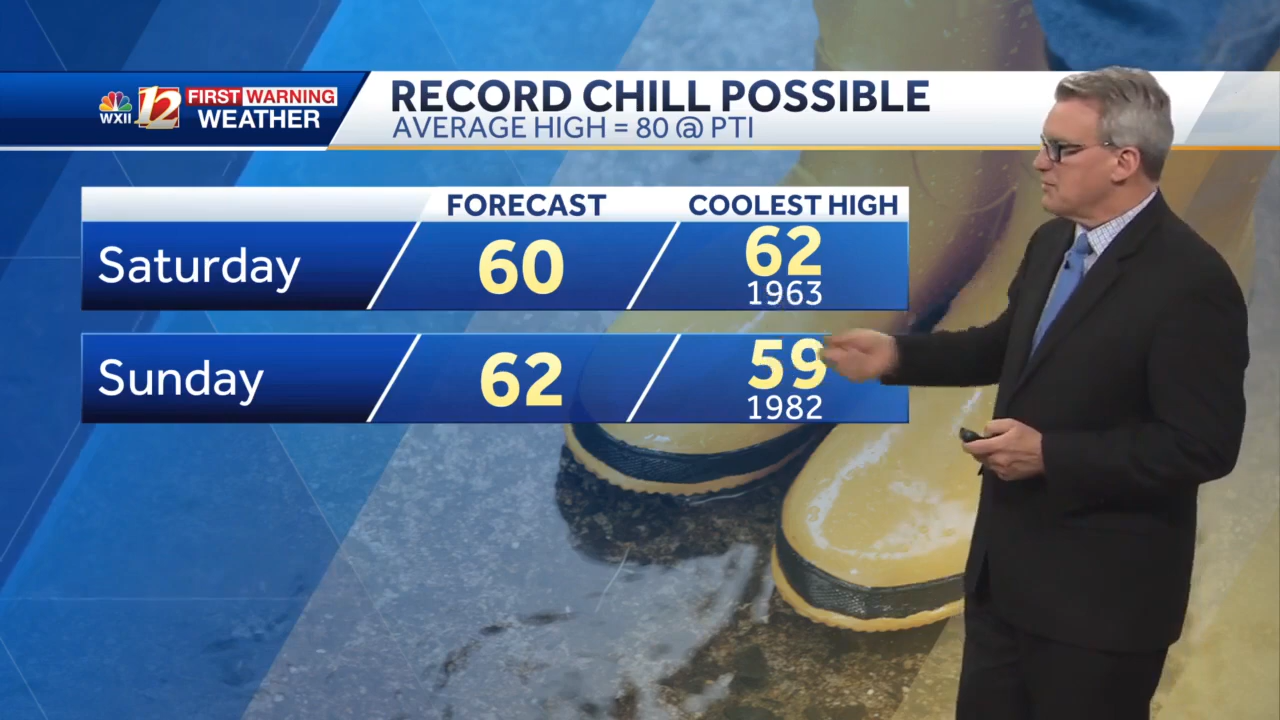 RECORD CHILL POSSIBLE
AVERAGE HIGH = 80 @ PTI
WXII 12 FIRST WARNING
WEATHER
FORECAST COOLEST HIGH
Saturday 60 62
1963
Sunday 62 59
1982